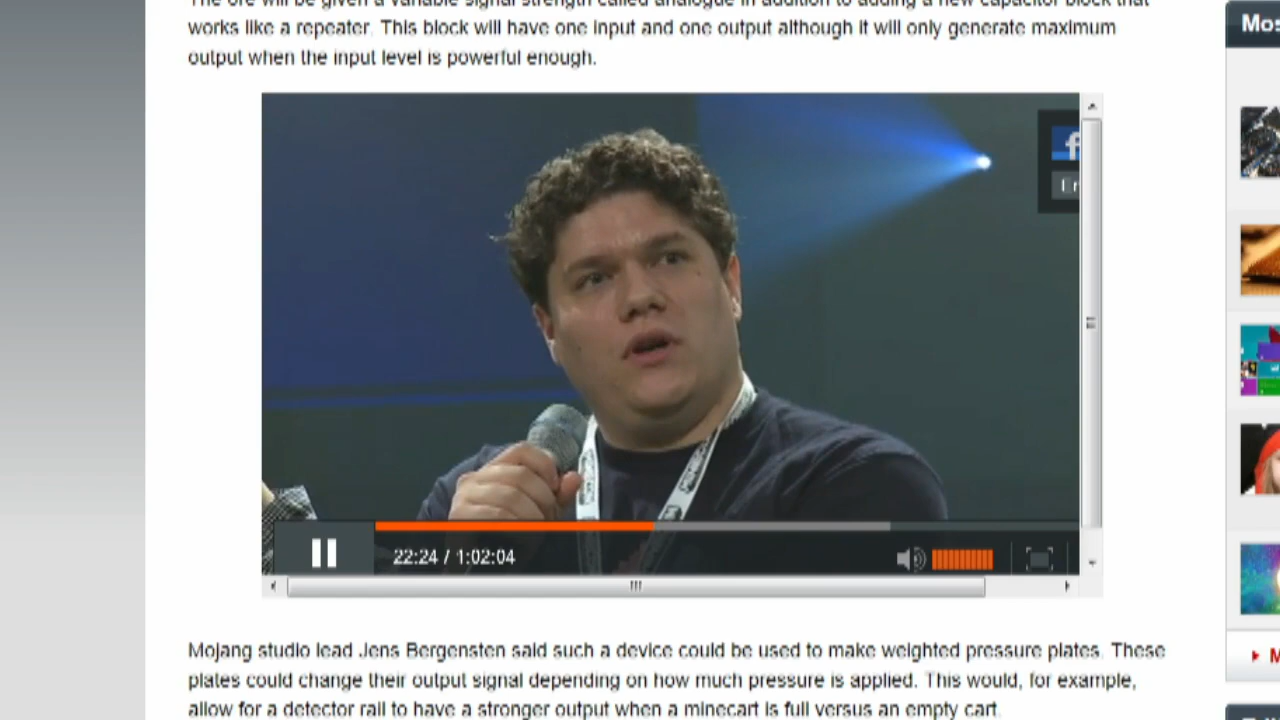 works like a repeater. This block will have one input and one output although it will only generate maximum
output when the input level is powerful enough.
22:24 / 1:02:04
Mojang studio lead Jens Bergensten said such a device could be used to make weighted pressure plates. These
plates could change their output signal depending on how much pressure is applied. This would, for example,
allow for a detector rail to have a stronger output when a minecart is full versus an empty cart.